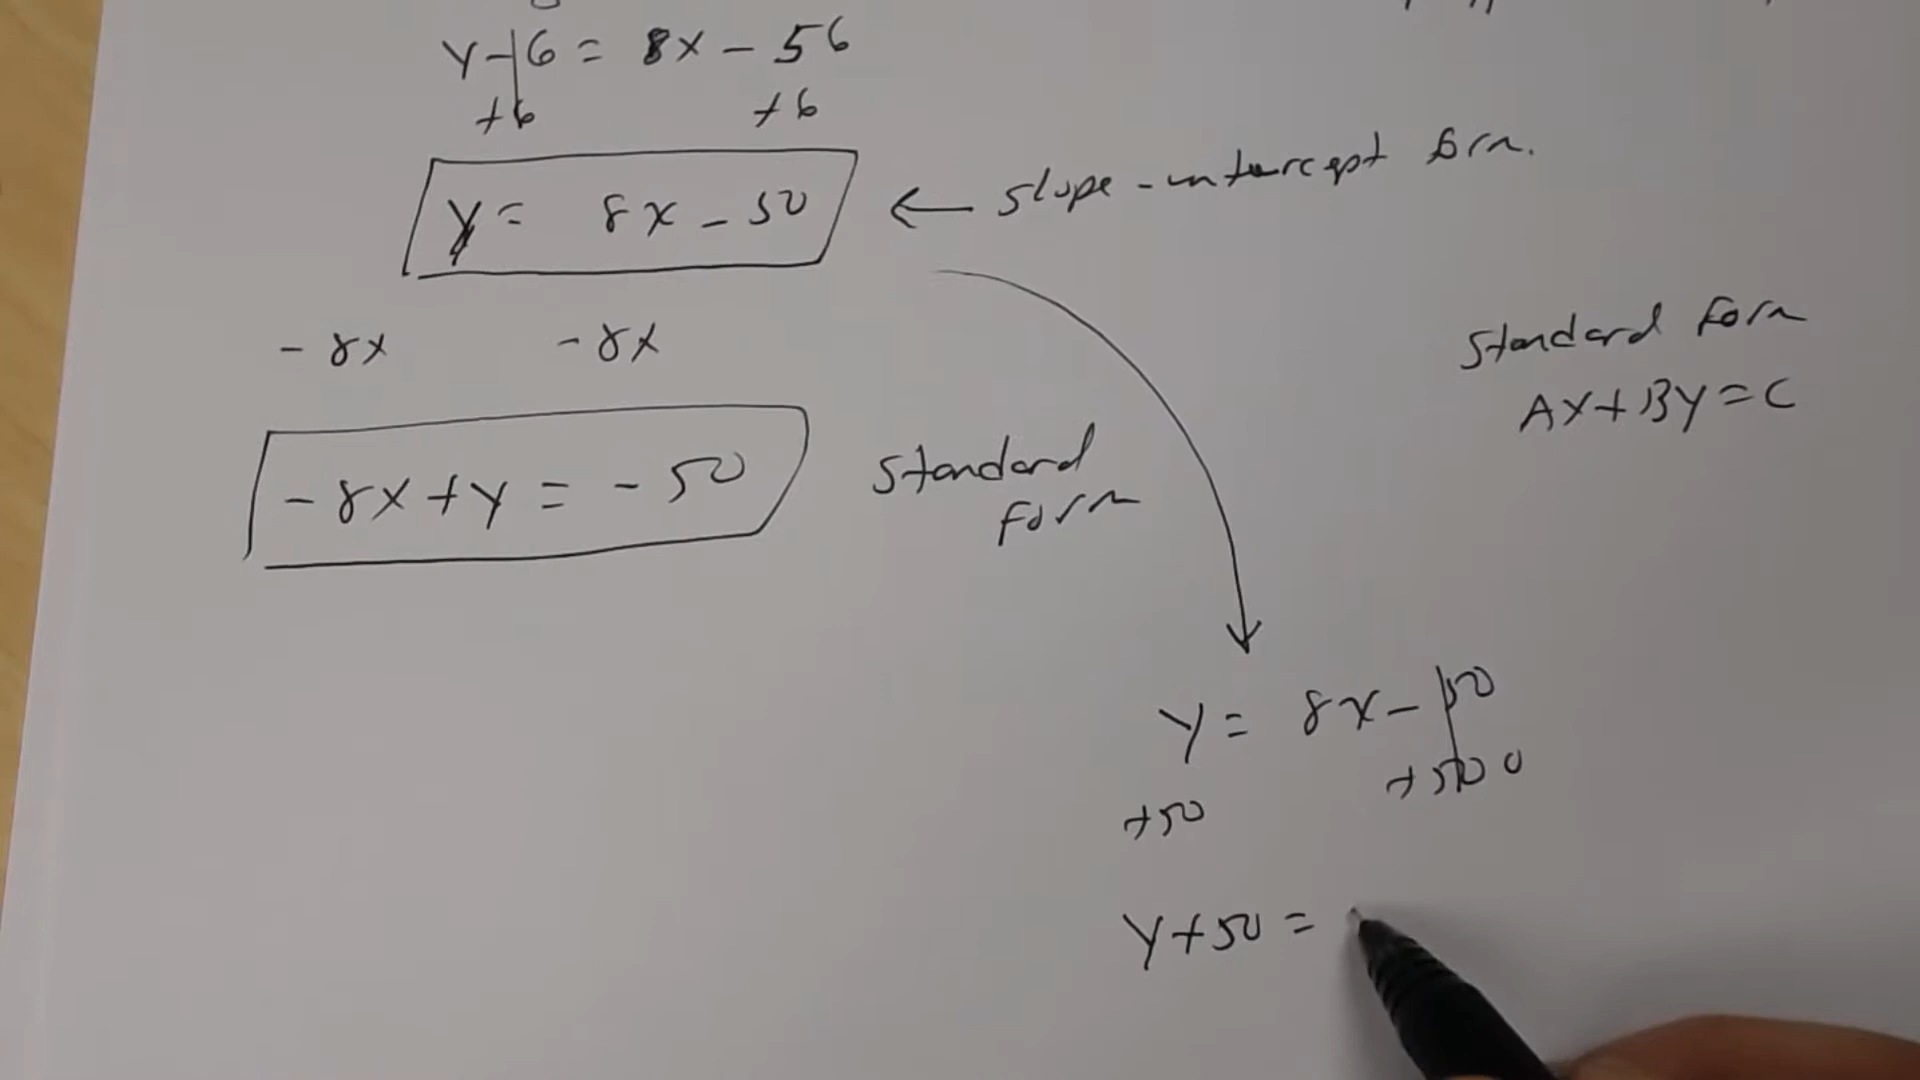 y-6 = 8x - 56
+6 +6
y = 8x - 50 ← slope-intercept form.
-8x -8x
Standard Form
Ax+By=C
-8x+y = -50
Standard Form
y = 8x - 50
+50 +50 0
y+50 =